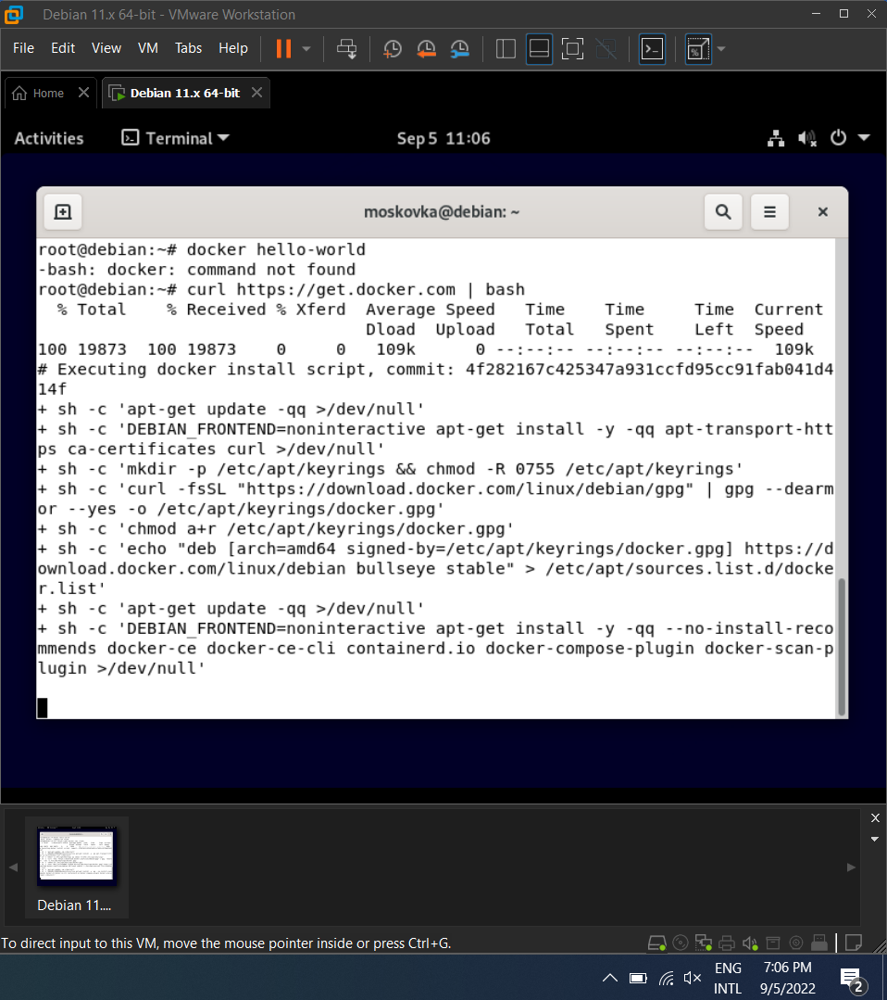 Debian 11.x 64-bit - VMware Workstation
File Edit View VM Tabs Help
Home Debian 11.x 64-bit
Activities Terminal Sep 5 11:06
moskovka@debian: ~
root@debian:~# docker hello-world
-bash: docker: command not found
root@debian:~# curl https://get.docker.com | bash
  % Total    % Received % Xferd  Average Speed   Time    Time     Time  Current
                                 Dload  Upload   Total   Spent    Left  Speed
100 19873  100 19873    0     0   109k      0 --:--:-- --:--:-- --:--:--  109k
# Executing docker install script, commit: 4f282167c425347a931ccfd95cc91fab041d4
14f
+ sh -c 'apt-get update -qq >/dev/null'
+ sh -c 'DEBIAN_FRONTEND=noninteractive apt-get install -y -qq apt-transport-htt
ps ca-certificates curl >/dev/null'
+ sh -c 'mkdir -p /etc/apt/keyrings && chmod -R 0755 /etc/apt/keyrings'
+ sh -c 'curl -fsSL "https://download.docker.com/linux/debian/gpg" | gpg --dearm
or --yes -o /etc/apt/keyrings/docker.gpg'
+ sh -c 'chmod a+r /etc/apt/keyrings/docker.gpg'
+ sh -c 'echo "deb [arch=amd64 signed-by=/etc/apt/keyrings/docker.gpg] https://d
ownload.docker.com/linux/debian bullseye stable" > /etc/apt/sources.list.d/docke
r.list'
+ sh -c 'apt-get update -qq >/dev/null'
+ sh -c 'DEBIAN_FRONTEND=noninteractive apt-get install -y -qq --no-install-reco
mmends docker-ce docker-ce-cli containerd.io docker-compose-plugin docker-scan-p
lugin >/dev/null'
Debian 11....
To direct input to this VM, move the mouse pointer inside or press Ctrl+G.
ENG 7:06 PM
INTL 9/5/2022 2